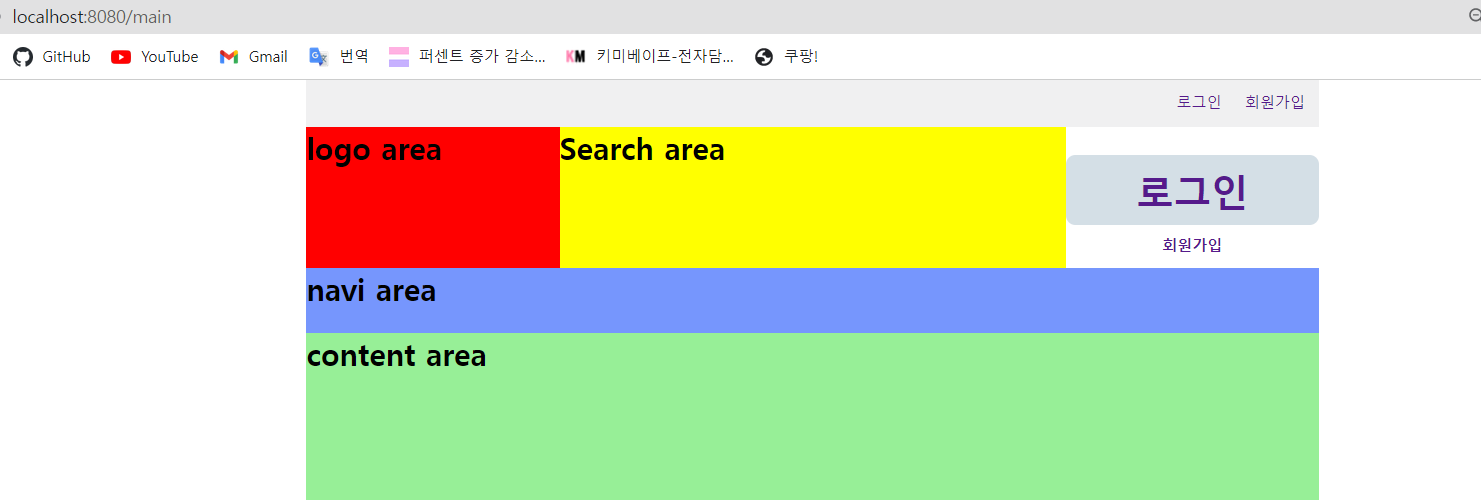 localhost:8080/main
GitHub YouTube Gmail 번역 퍼센트 증가 감소... 키미베이프-전자담... 쿠팡!
로그인 회원가입
logo area Search area
로그인
회원가입
navi area
content area